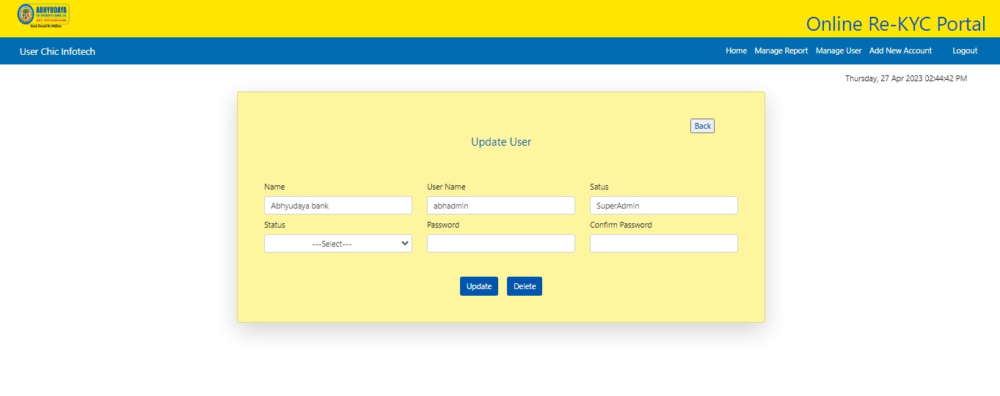 ABHYUDAYA
CO-OPERATIVE BANK LTD.
Bank Trusted By Millions
Online Re-KYC Portal
User Chic Infotech
Home Manage Report Manage User Add New Account Logout
Thursday, 27 Apr 2023 02:44:42 PM
Back
Update User
Name User Name Satus
Abhyudaya bank abhadmin SuperAdmin
Status Password Confirm Password
---Select---
Update Delete